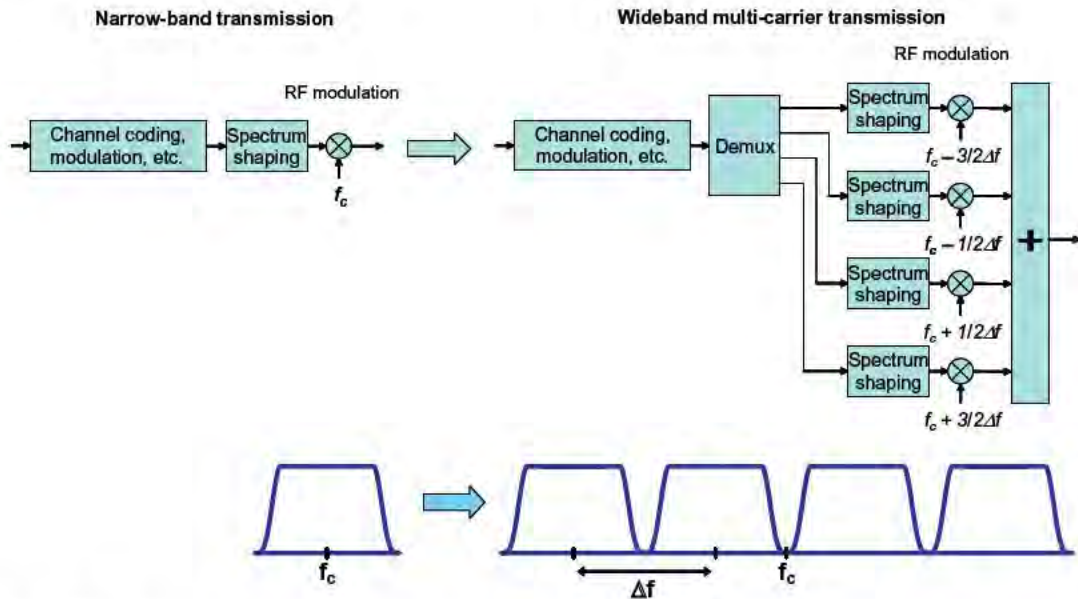 Narrow-band transmission
Wideband multi-carrier transmission
RF modulation
Channel coding,
modulation, etc.
Spectrum
shaping
f_c
RF modulation
Channel coding,
modulation, etc.
Demux
Spectrum
shaping
f_c – 3/2Δf
Spectrum
shaping
f_c – 1/2Δf
Spectrum
shaping
f_c + 1/2Δf
Spectrum
shaping
f_c + 3/2Δf
+
f_c
Δf
f_c